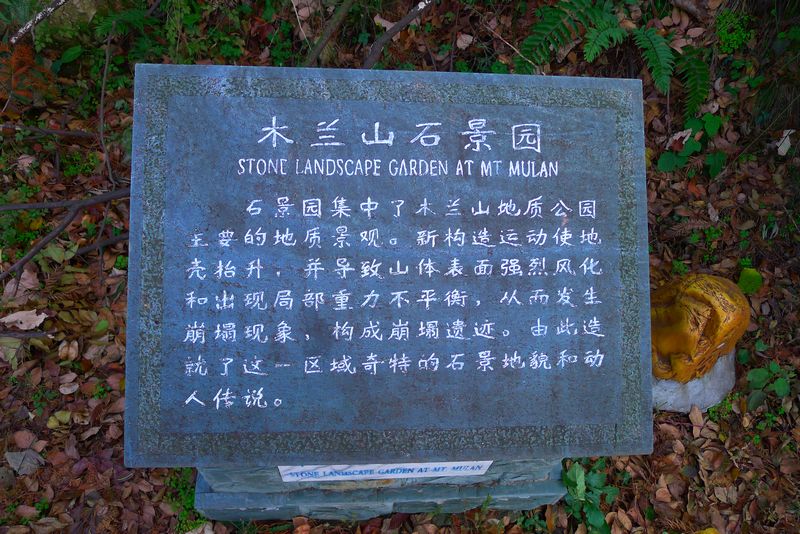 木兰山石景园
STONE LANDSCAPE GARDEN AT MT MULAN
石景园集中了木兰山地质公园
主要的地质景观。新构造运动使地
壳抬升，并导致山体表面强烈风化
和出现局部重力不平衡，从而发生
崩塌现象，构成崩塌遗迹。由此造
就了这一区域奇特的石景地貌和动
人传说。
STONE LANDSCAPE GARDEN AT MT. MULAN